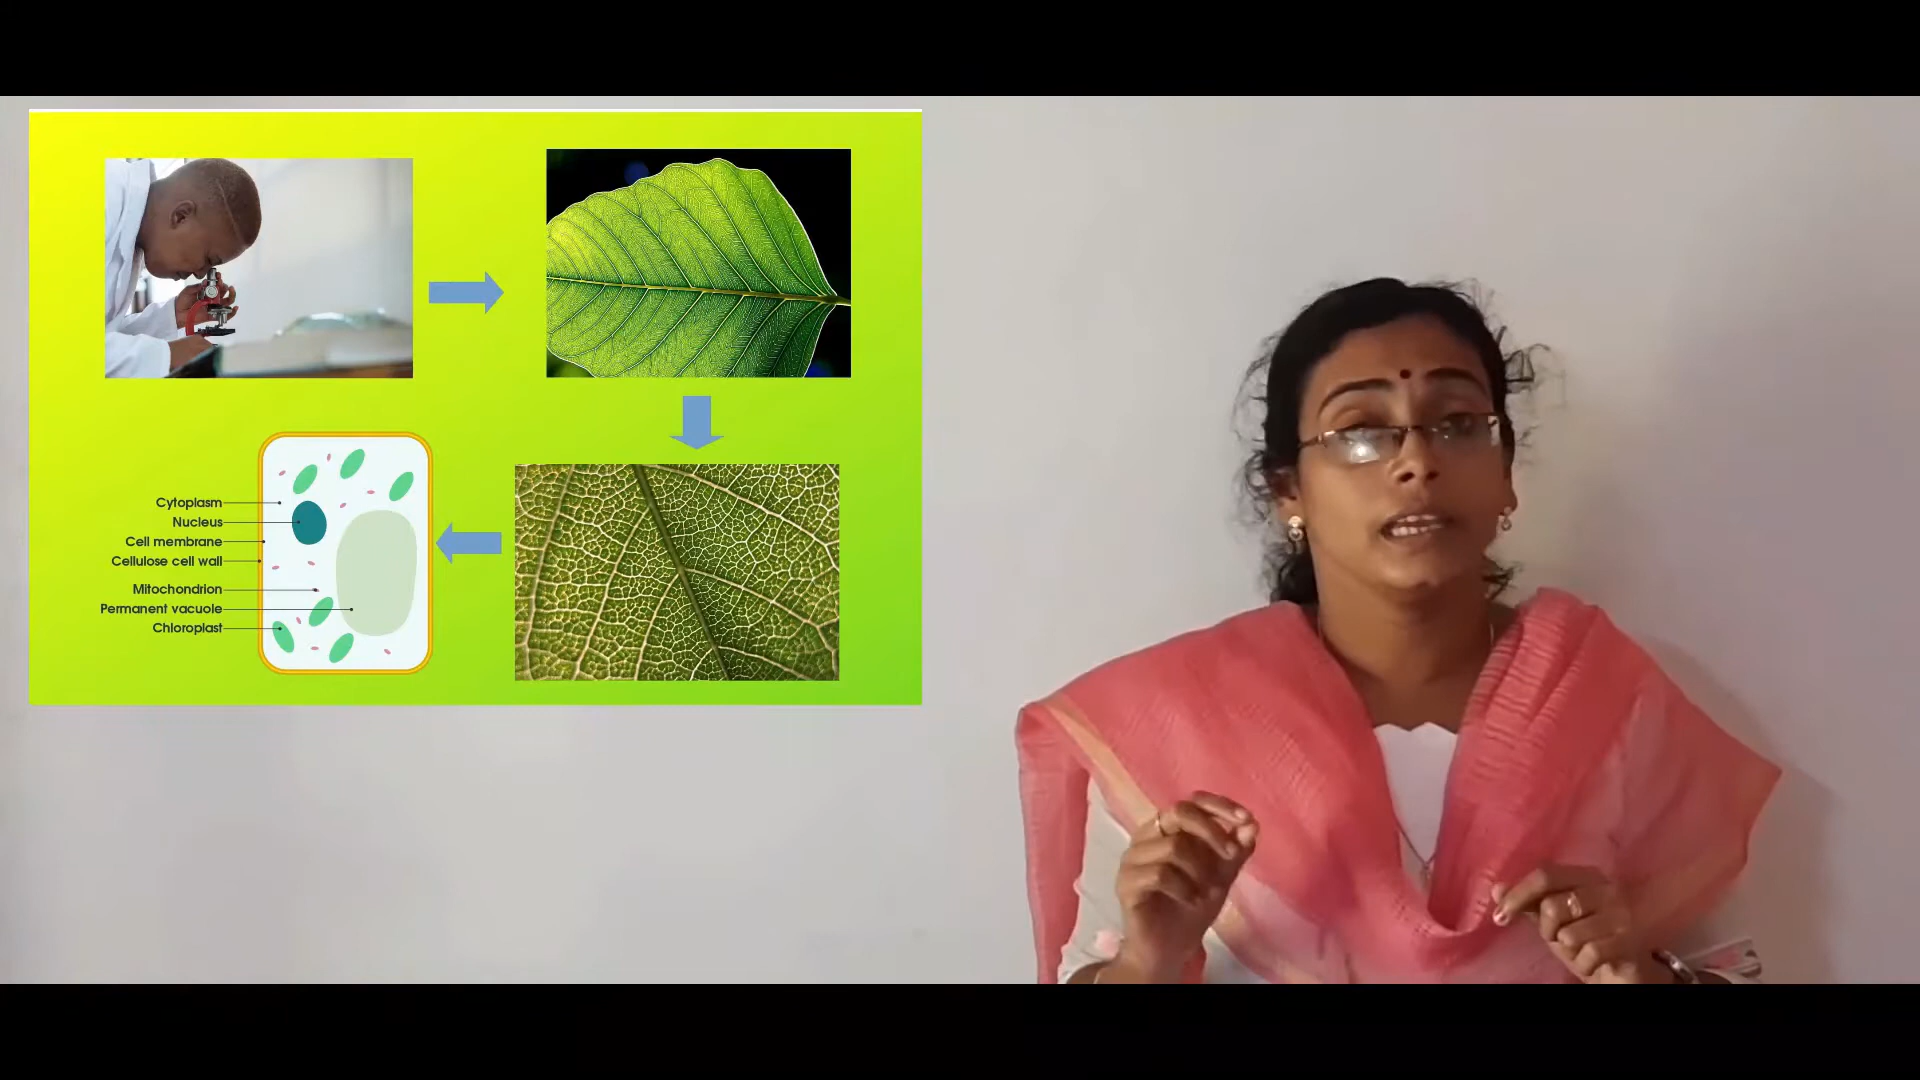 Cytoplasm
Nucleus
Cell membrane
Cellulose cell wall
Mitochondrion
Permanent vacuole
Chloroplast